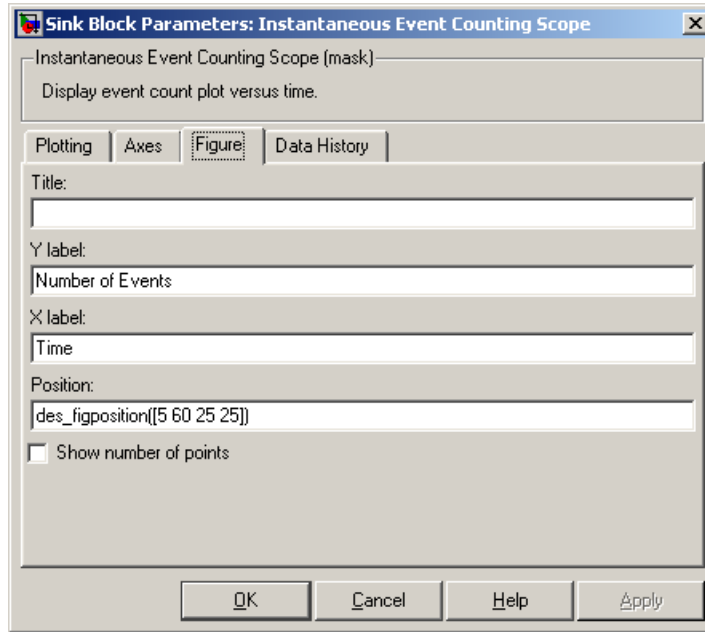 Sink Block Parameters: Instantaneous Event Counting Scope
Instantaneous Event Counting Scope (mask)
Display event count plot versus time.
Plotting Axes Figure Data History
Title:
Y label:
Number of Events
X label:
Time
Position:
des_figposition([5 60 25 25])
Show number of points
OK Cancel Help Apply